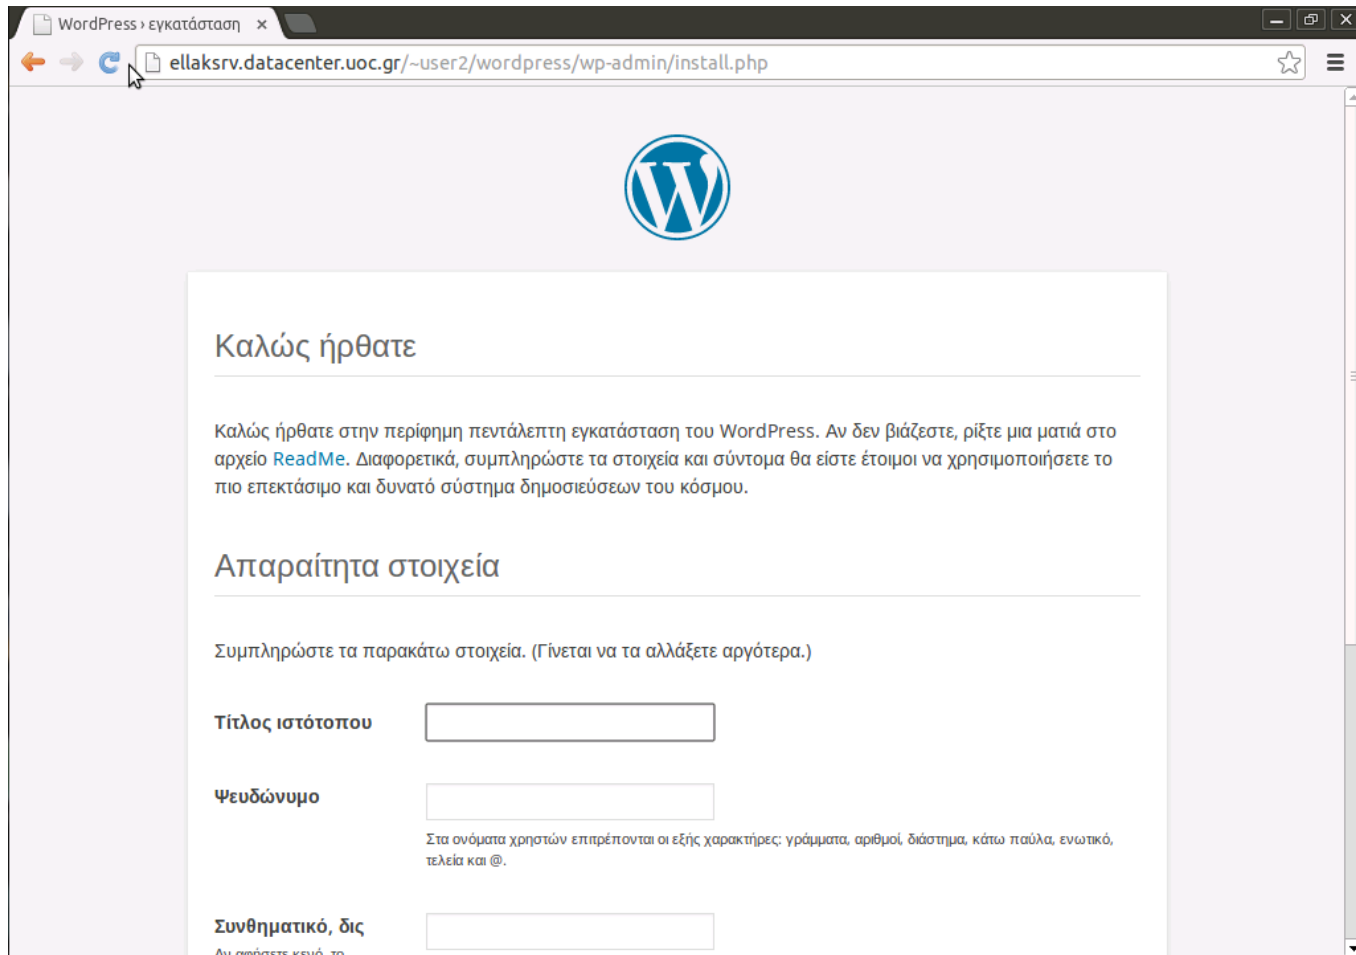 WordPress › εγκατάσταση
ellaksrv.datacenter.uoc.gr/~user2/wordpress/wp-admin/install.php
Καλώς ήρθατε
Καλώς ήρθατε στην περίφημη πεντάλεπτη εγκατάσταση του WordPress. Αν δεν βιάζεστε, ρίξτε μια ματιά στο
αρχείο ReadMe. Διαφορετικά, συμπληρώστε τα στοιχεία και σύντομα θα είστε έτοιμοι να χρησιμοποιήσετε το
πιο επεκτάσιμο και δυνατό σύστημα δημοσιεύσεων του κόσμου.
Απαραίτητα στοιχεία
Συμπληρώστε τα παρακάτω στοιχεία. (Γίνεται να τα αλλάξετε αργότερα.)
Τίτλος ιστότοπου
Ψευδώνυμο
Στα ονόματα χρηστών επιτρέπονται οι εξής χαρακτήρες: γράμματα, αριθμοί, διάστημα, κάτω παύλα, ενωτικό,
τελεία και @.
Συνθηματικό, δις
Αν αφήσετε κενό, το